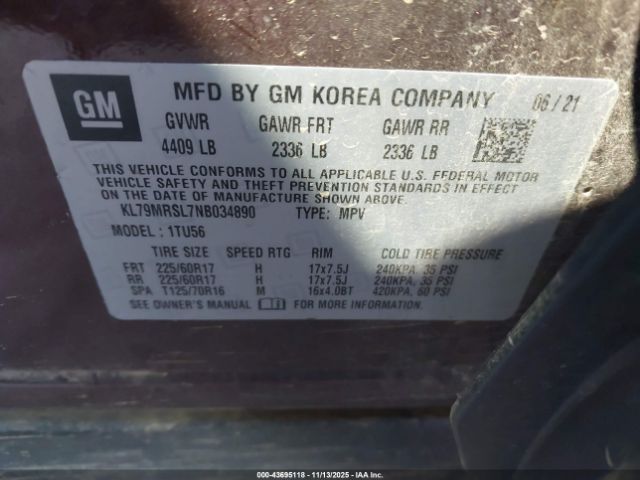 GM
MFD BY GM KOREA COMPANY 06/21
GVWR GAWR FRT GAWR RR
4409 LB 2336 LB 2336 LB
THIS VEHICLE CONFORMS TO ALL APPLICABLE U.S. FEDERAL MOTOR
VEHICLE SAFETY AND THEFT PREVENTION STANDARDS IN EFFECT
ON THE DATE OF MANUFACTURE SHOWN ABOVE.
KL79MRSL7NB034890 TYPE: MPV
MODEL: 1TU56
TIRE SIZE SPEED RTG RIM COLD TIRE PRESSURE
FRT 225/60R17 H 17x7.5J 240KPA, 35 PSI
RR 225/60R17 H 17x7.5J 240KPA, 35 PSI
SPA T125/70R16 M 16x4.0BT 420KPA, 60 PSI
SEE OWNER'S MANUAL FOR MORE INFORMATION.
00-43695118 - 11/13/2025 - IAAI.COM